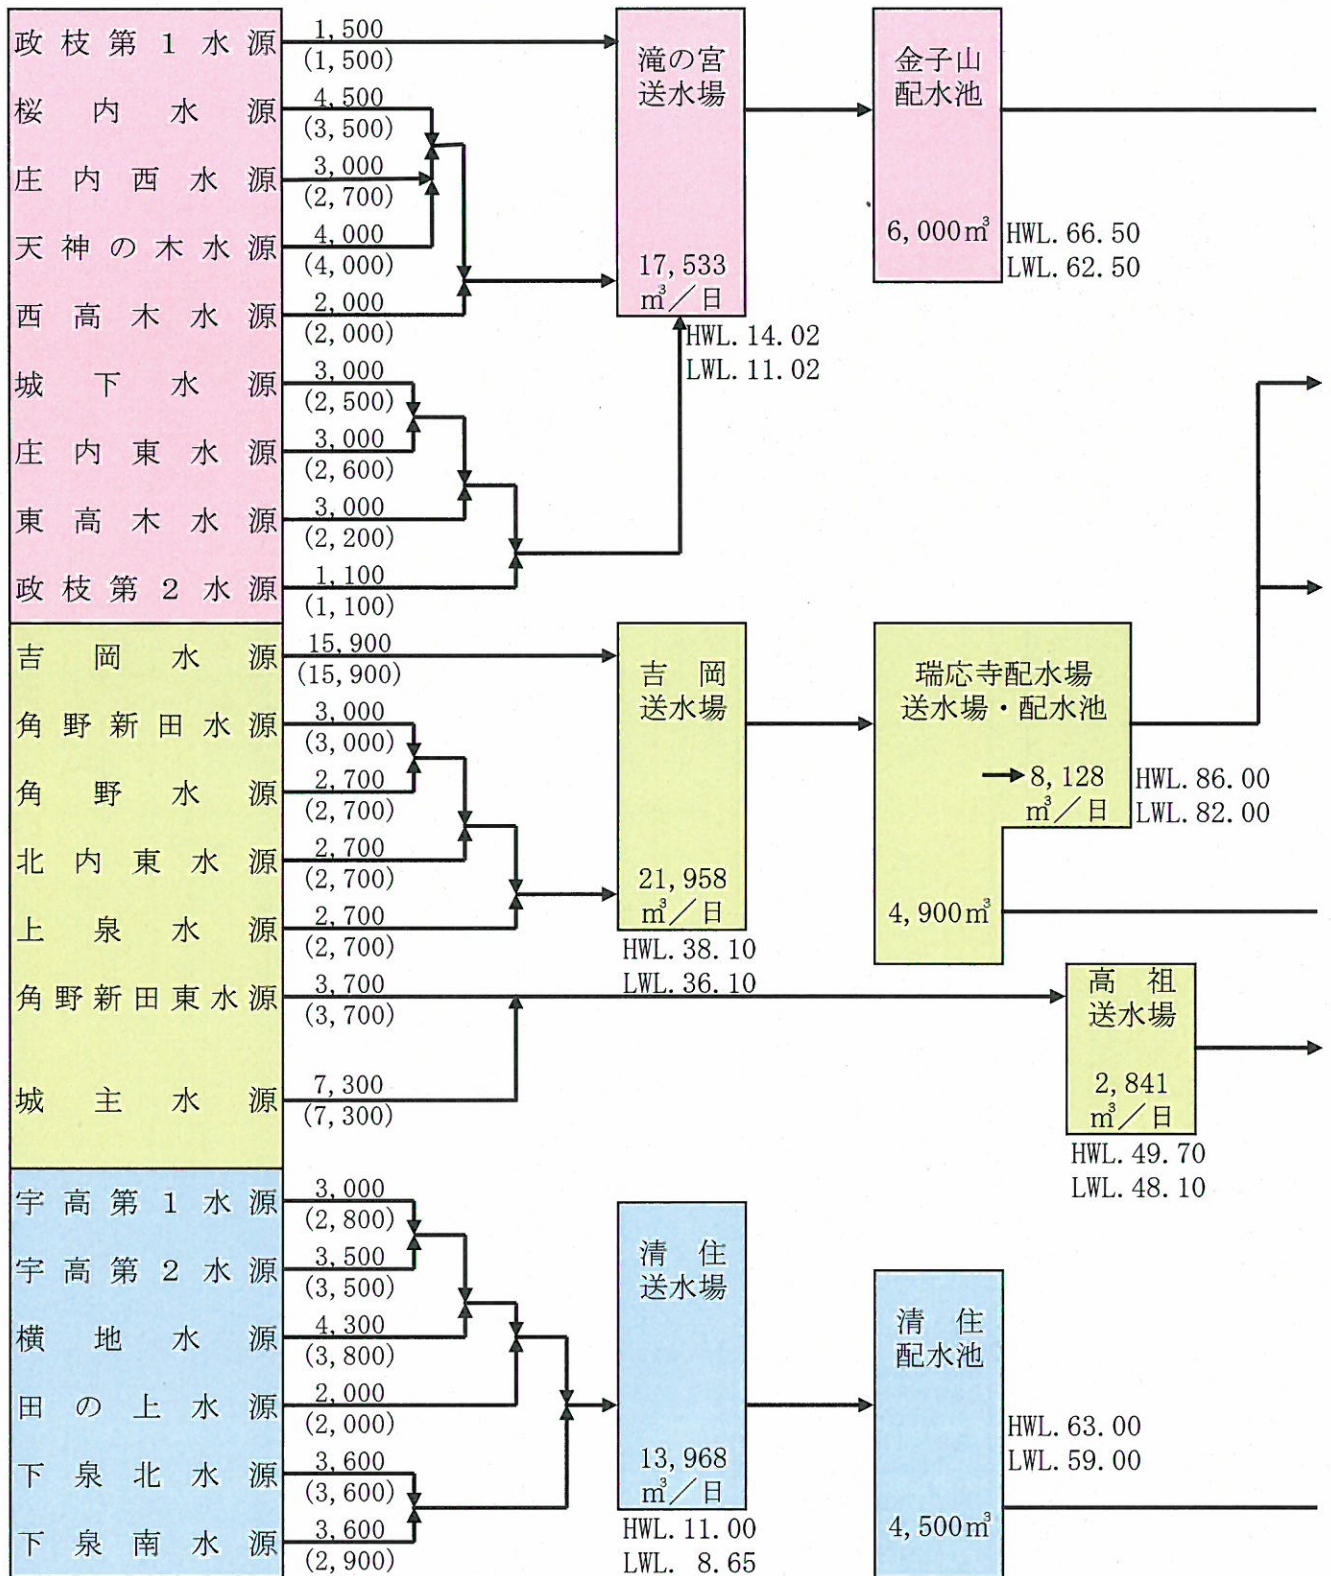 政枝第1水源
1,500
(1,500)
桜内水源
4,500
(3,500)
庄内西水源
3,000
(2,700)
天神の木水源
4,000
(4,000)
西高木水源
2,000
(2,000)
城下水源
3,000
(2,500)
庄内東水源
3,000
(2,600)
東高木水源
3,000
(2,200)
政枝第2水源
1,100
(1,100)
滝の宮
送水場
17,533
㎥/日
HWL.14.02
LWL.11.02
金子山
配水池
6,000㎥
HWL.66.50
LWL.62.50
吉岡水源
15,900
(15,900)
角野新田水源
3,000
(3,000)
角野水源
2,700
(2,700)
北内東水源
2,700
(2,700)
上泉水源
2,700
(2,700)
角野新田東水源
3,700
(3,700)
城主水源
7,300
(7,300)
吉岡
送水場
21,958
㎥/日
HWL.38.10
LWL.36.10
瑞応寺配水場
送水場・配水池
8,128
㎥/日
HWL.86.00
LWL.82.00
4,900㎥
高祖
送水場
2,841
㎥/日
HWL.49.70
LWL.48.10
宇高第1水源
3,000
(2,800)
宇高第2水源
3,500
(3,500)
横地水源
4,300
(3,800)
田の上水源
2,000
(2,000)
下泉北水源
3,600
(3,600)
下泉南水源
3,600
(2,900)
清住
送水場
13,968
㎥/日
HWL.11.00
LWL. 8.65
清住
配水池
4,500㎥
HWL.63.00
LWL.59.00